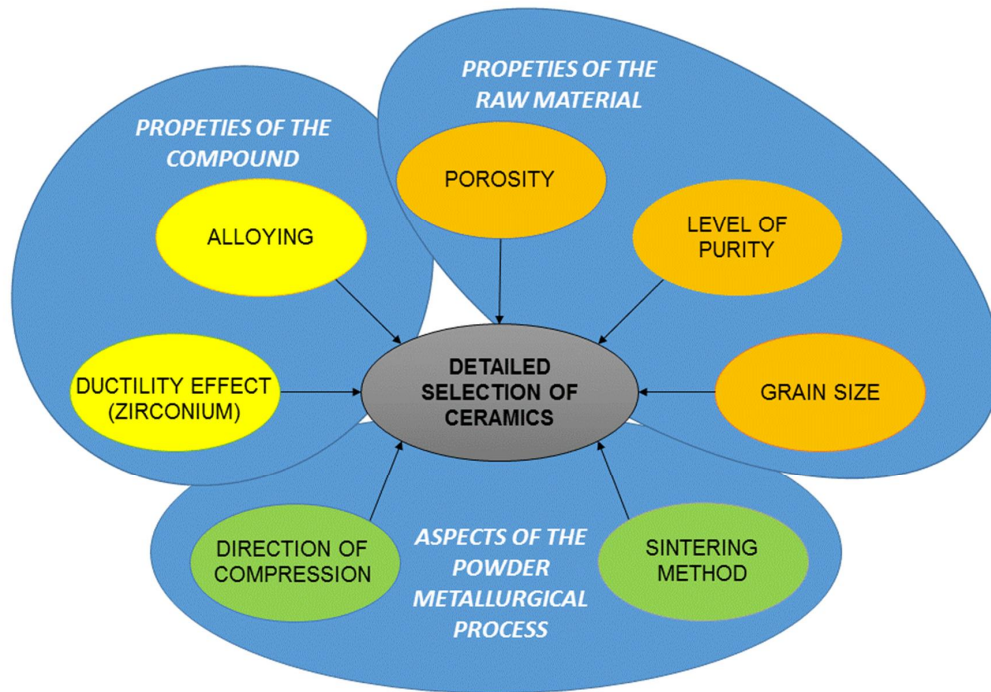 PROPETIES OF THE
RAW MATERIAL
PROPETIES OF THE
COMPOUND
POROSITY
LEVEL OF
PURITY
ALLOYING
DETAILED
SELECTION OF
CERAMICS
DUCTILITY EFFECT
(ZIRCONIUM)
GRAIN SIZE
DIRECTION OF
COMPRESSION
ASPECTS OF THE
POWDER
METALLURGICAL
PROCESS
SINTERING
METHOD